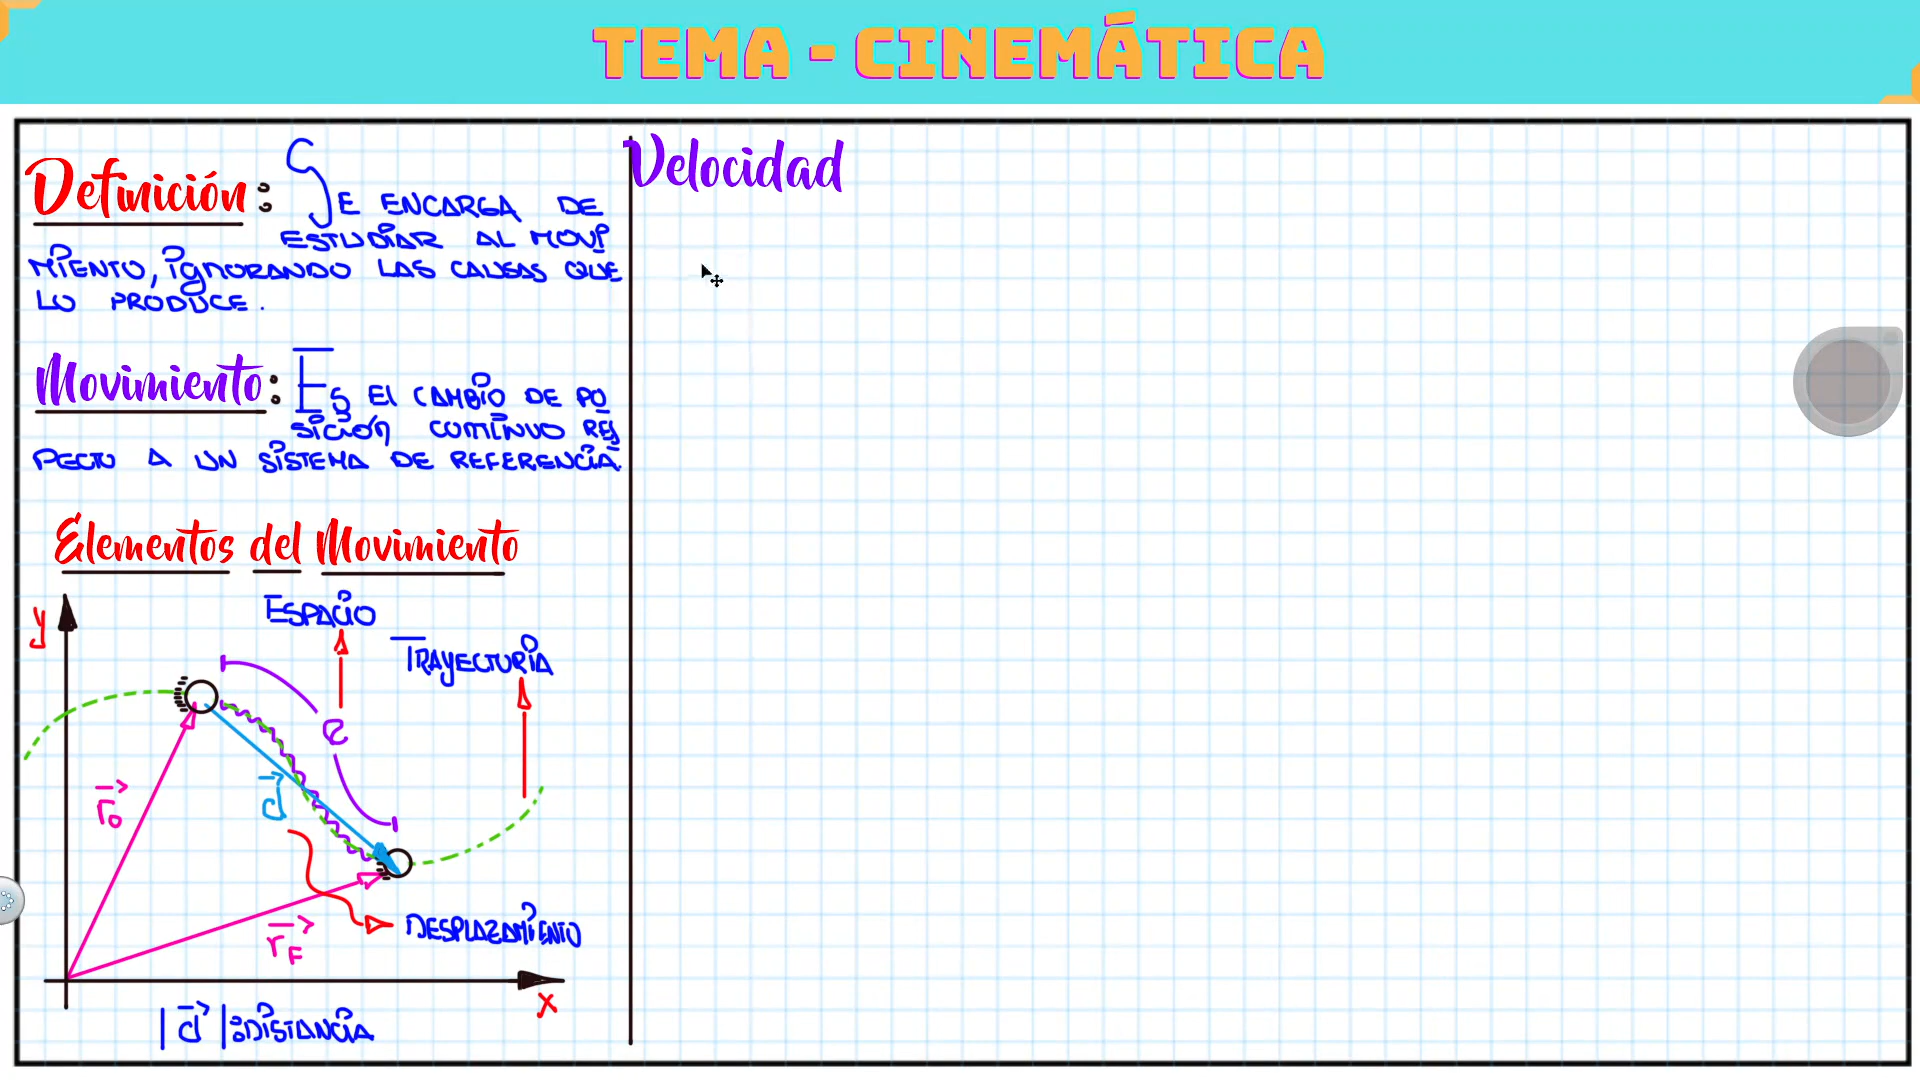 TEMA - CINEMÁTICA
Definición: SE ENCARGA DE
ESTUDIAR AL MOVI
MIENTO, IGNORANDO LAS CAUSAS QUE
LO PRODUCE.
Movimiento: ES EL CAMBIO DE PO
SICIÓN CONTINUO RES
PECTO A UN SISTEMA DE REFERENCIA.
Elementos del Movimiento
y
ESPACIO
TRAYECTORIA
e
d⃗
r⃗₀
r⃗F
DESPLAZAMIENTO
x
|d⃗|: DISTANCIA
Velocidad